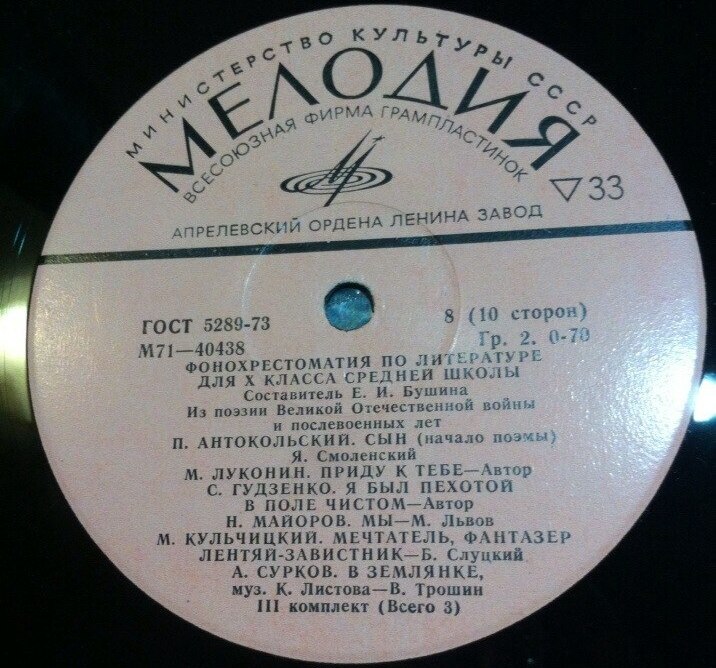 МИНИСТЕРСТВО КУЛЬТУРЫ СССР
МЕЛОДИЯ
ВСЕСОЮЗНАЯ ФИРМА ГРАМПЛАСТИНОК
33
АПРЕЛЕВСКИЙ ОРДЕНА ЛЕНИНА ЗАВОД
ГОСТ 5289-73
8 (10 сторон)
М71—40438
Гр. 2. 0-70
ФОНОХРЕСТОМАТИЯ ПО ЛИТЕРАТУРЕ
ДЛЯ X КЛАССА СРЕДНЕЙ ШКОЛЫ
Составитель Е. И. Бушина
Из поэзии Великой Отечественной войны
и послевоенных лет
П. АНТОКОЛЬСКИЙ. СЫН (начало поэмы)
Я. Смоленский
М. ЛУКОНИН. ПРИДУ К ТЕБЕ—Автор
С. ГУДЗЕНКО. Я БЫЛ ПЕХОТОЙ
В ПОЛЕ ЧИСТОМ—Автор
Н. МАЙОРОВ. МЫ—М. Львов
М. КУЛЬЧИЦКИЙ. МЕЧТАТЕЛЬ, ФАНТАЗЕР
ЛЕНТЯЙ-ЗАВИСТНИК—Б. Слуцкий
А. СУРКОВ. В ЗЕМЛЯНКЕ,
муз. К. Листова—В. Трошин
III комплект (Всего 3)